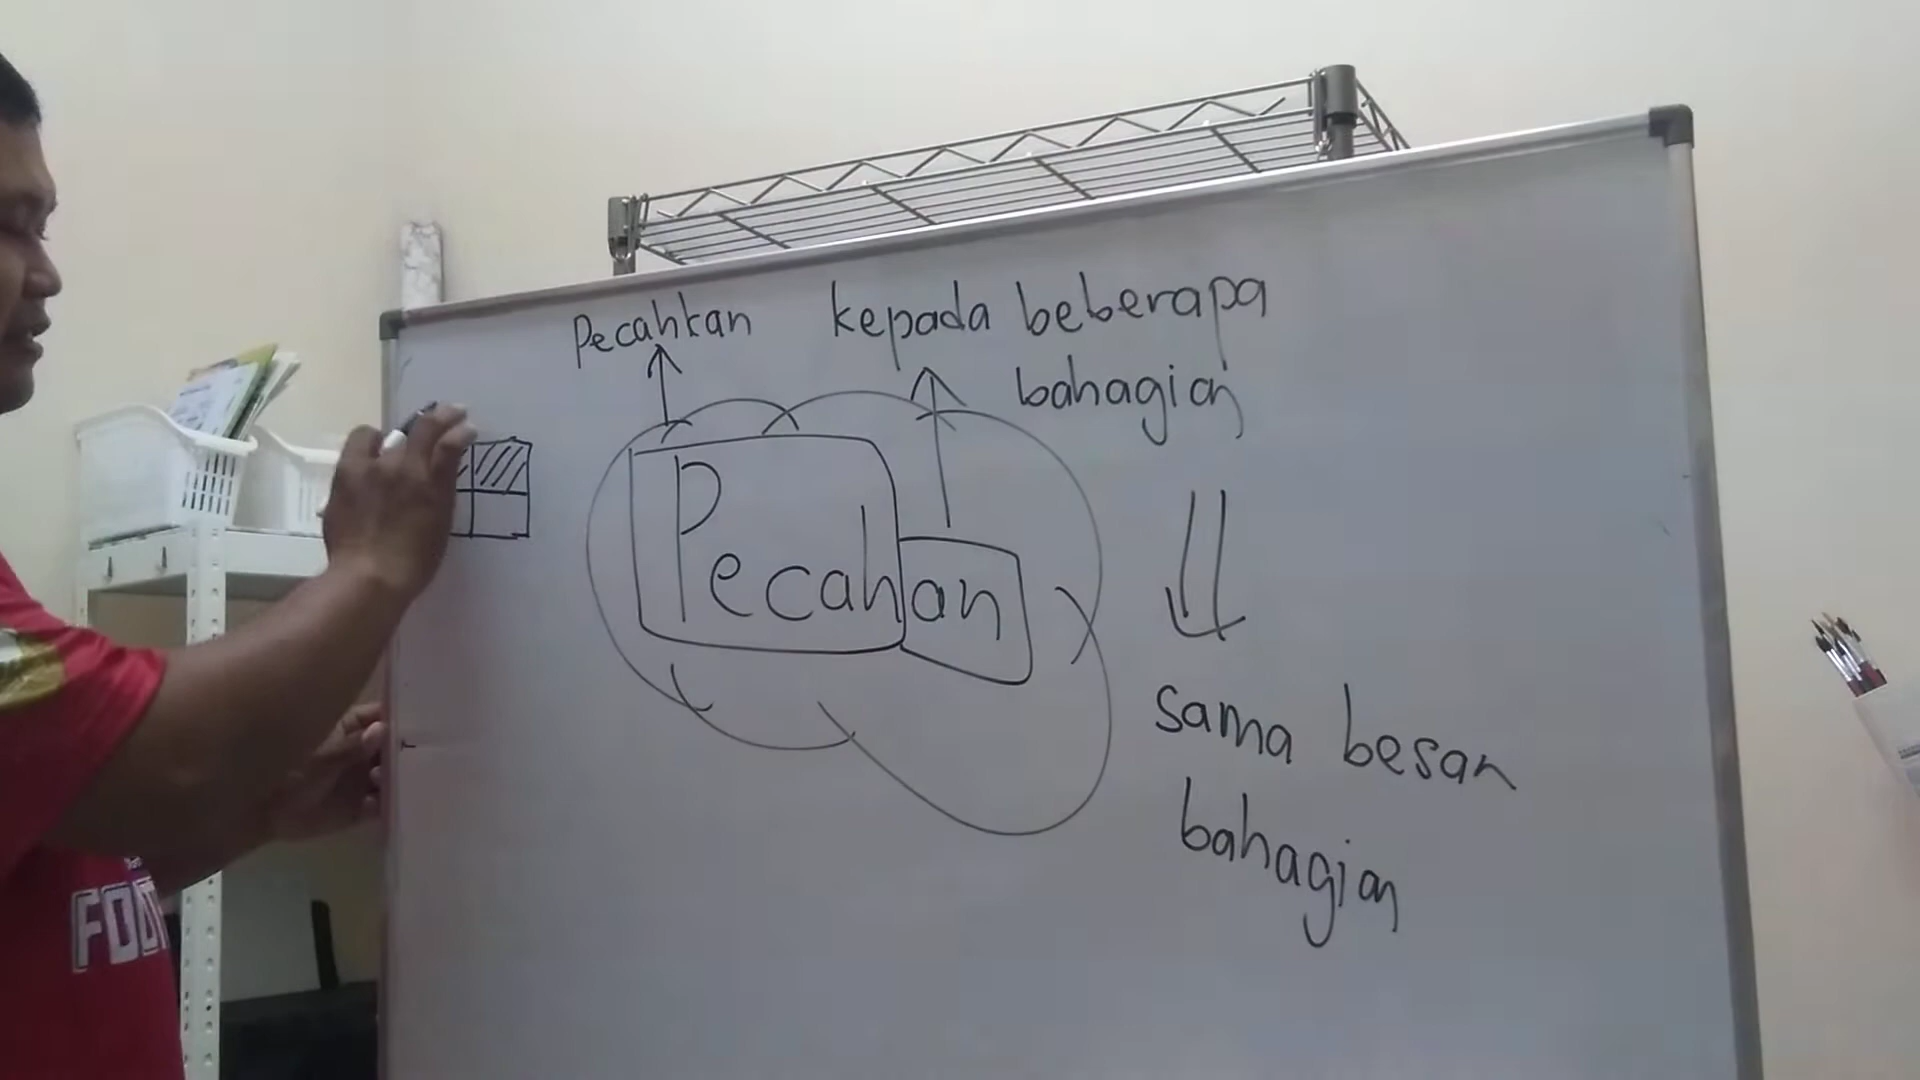 Pecahkan kepada beberapa
bahagian
Pecahan
sama besar
bahagian